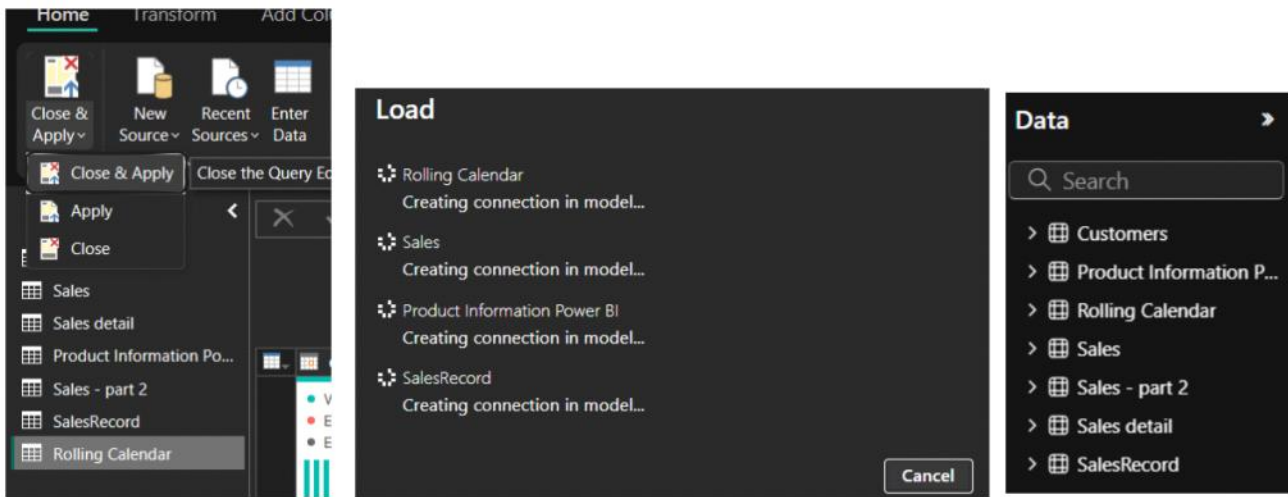 Home Transform Add Colu
Close & Apply
New Source
Recent Sources
Enter Data
Close & Apply
Close the Query Ed
Apply
Close
Sales
Sales detail
Product Information Po...
Sales - part 2
SalesRecord
Rolling Calendar
Load
Rolling Calendar
Creating connection in model...
Sales
Creating connection in model...
Product Information Power BI
Creating connection in model...
SalesRecord
Creating connection in model...
Cancel
Data
Search
Customers
Product Information P...
Rolling Calendar
Sales
Sales - part 2
Sales detail
SalesRecord